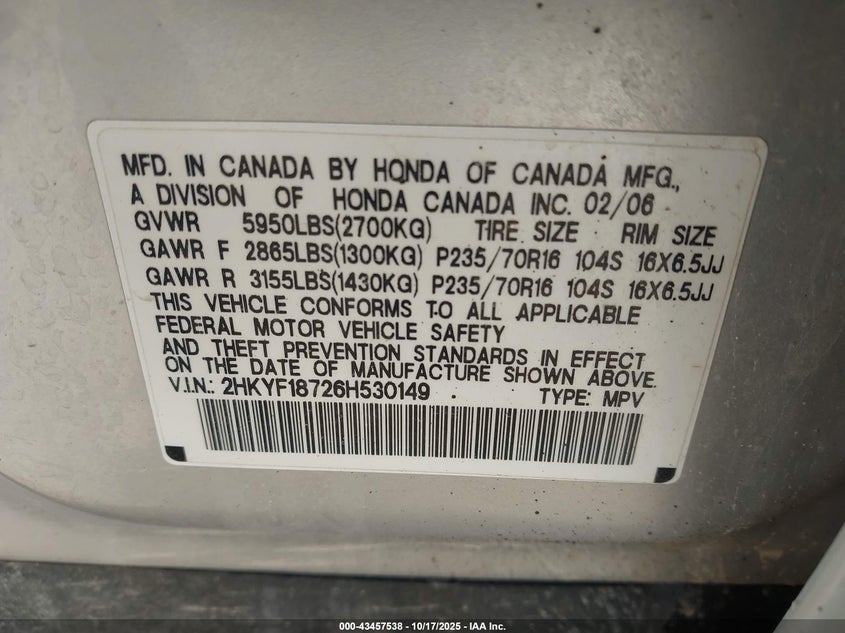 MFD. IN CANADA BY HONDA OF CANADA MFG.,
A DIVISION OF HONDA CANADA INC. 02/06
GVWR 5950LBS(2700KG) TIRE SIZE RIM SIZE
GAWR F 2865LBS(1300KG) P235/70R16 104S 16X6.5JJ
GAWR R 3155LBS(1430KG) P235/70R16 104S 16X6.5JJ
THIS VEHICLE CONFORMS TO ALL APPLICABLE
FEDERAL MOTOR VEHICLE SAFETY
AND THEFT PREVENTION STANDARDS IN EFFECT
ON THE DATE OF MANUFACTURE SHOWN ABOVE.
V.I.N.: 2HKYF18726H530149 TYPE: MPV
000-43457538 - 10/17/2025 - IAA Inc.